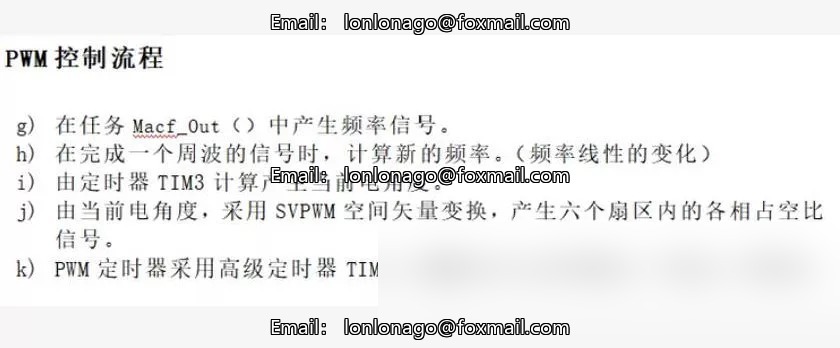 Email: lonlonago@foxmail.com
PWM 控制流程
g) 在任务 Macf_Out（）中产生频率信号。
h) 在完成一个周波的信号时，计算新的频率。（频率线性的变化）
i) 由定时器 TIM3 计算产生当前电角度。
Email: lonlonago@foxmail.com
j) 由当前电角度，采用 SVPWM 空间矢量变换，产生六个扇区内的各相占空比
信号。
k) PWM 定时器采用高级定时器 TIM
Email: lonlonago@foxmail.com